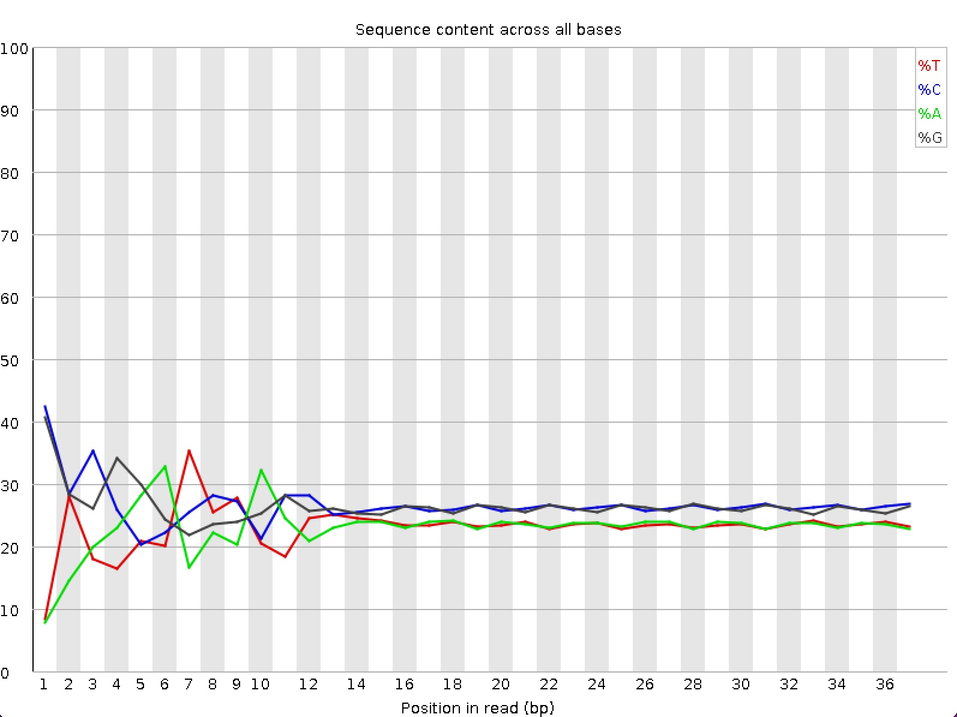 Sequence content across all bases
100
90
80
70
60
50
40
30
20
10
0
%T
%C
%A
%G
1 2 3 4 5 6 7 8 9 10 12 14 16 18 20 22 24 26 28 30 32 34 36
Position in read (bp)